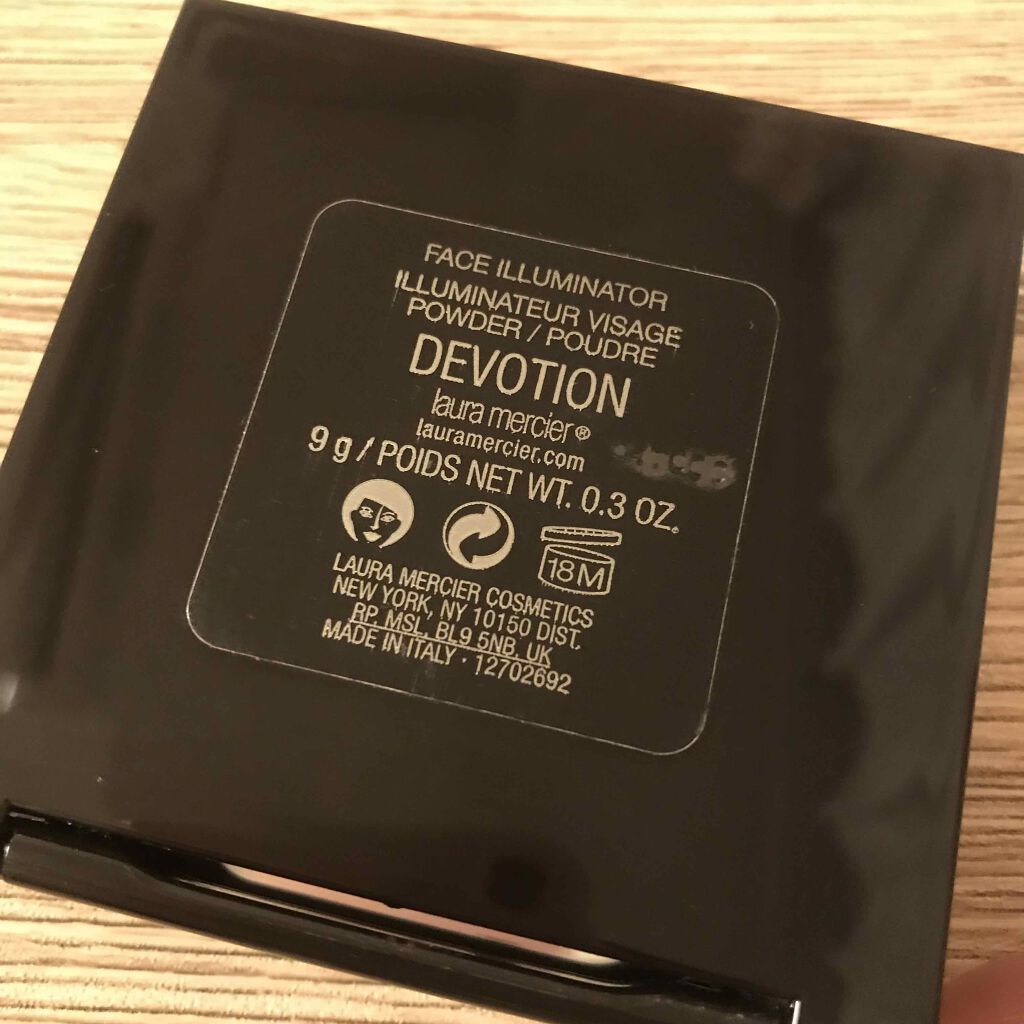 FACE ILLUMINATOR
ILLUMINATEUR VISAGE
POWDER / POUDRE
DEVOTION
laura mercier®
lauramercier.com
9 g / POIDS NET WT. 0.3 OZ.
18M
LAURA MERCIER COSMETICS
NEW YORK, NY 10150 DIST.
RP, MSL, BL9 5NB, UK
MADE IN ITALY · 12702692